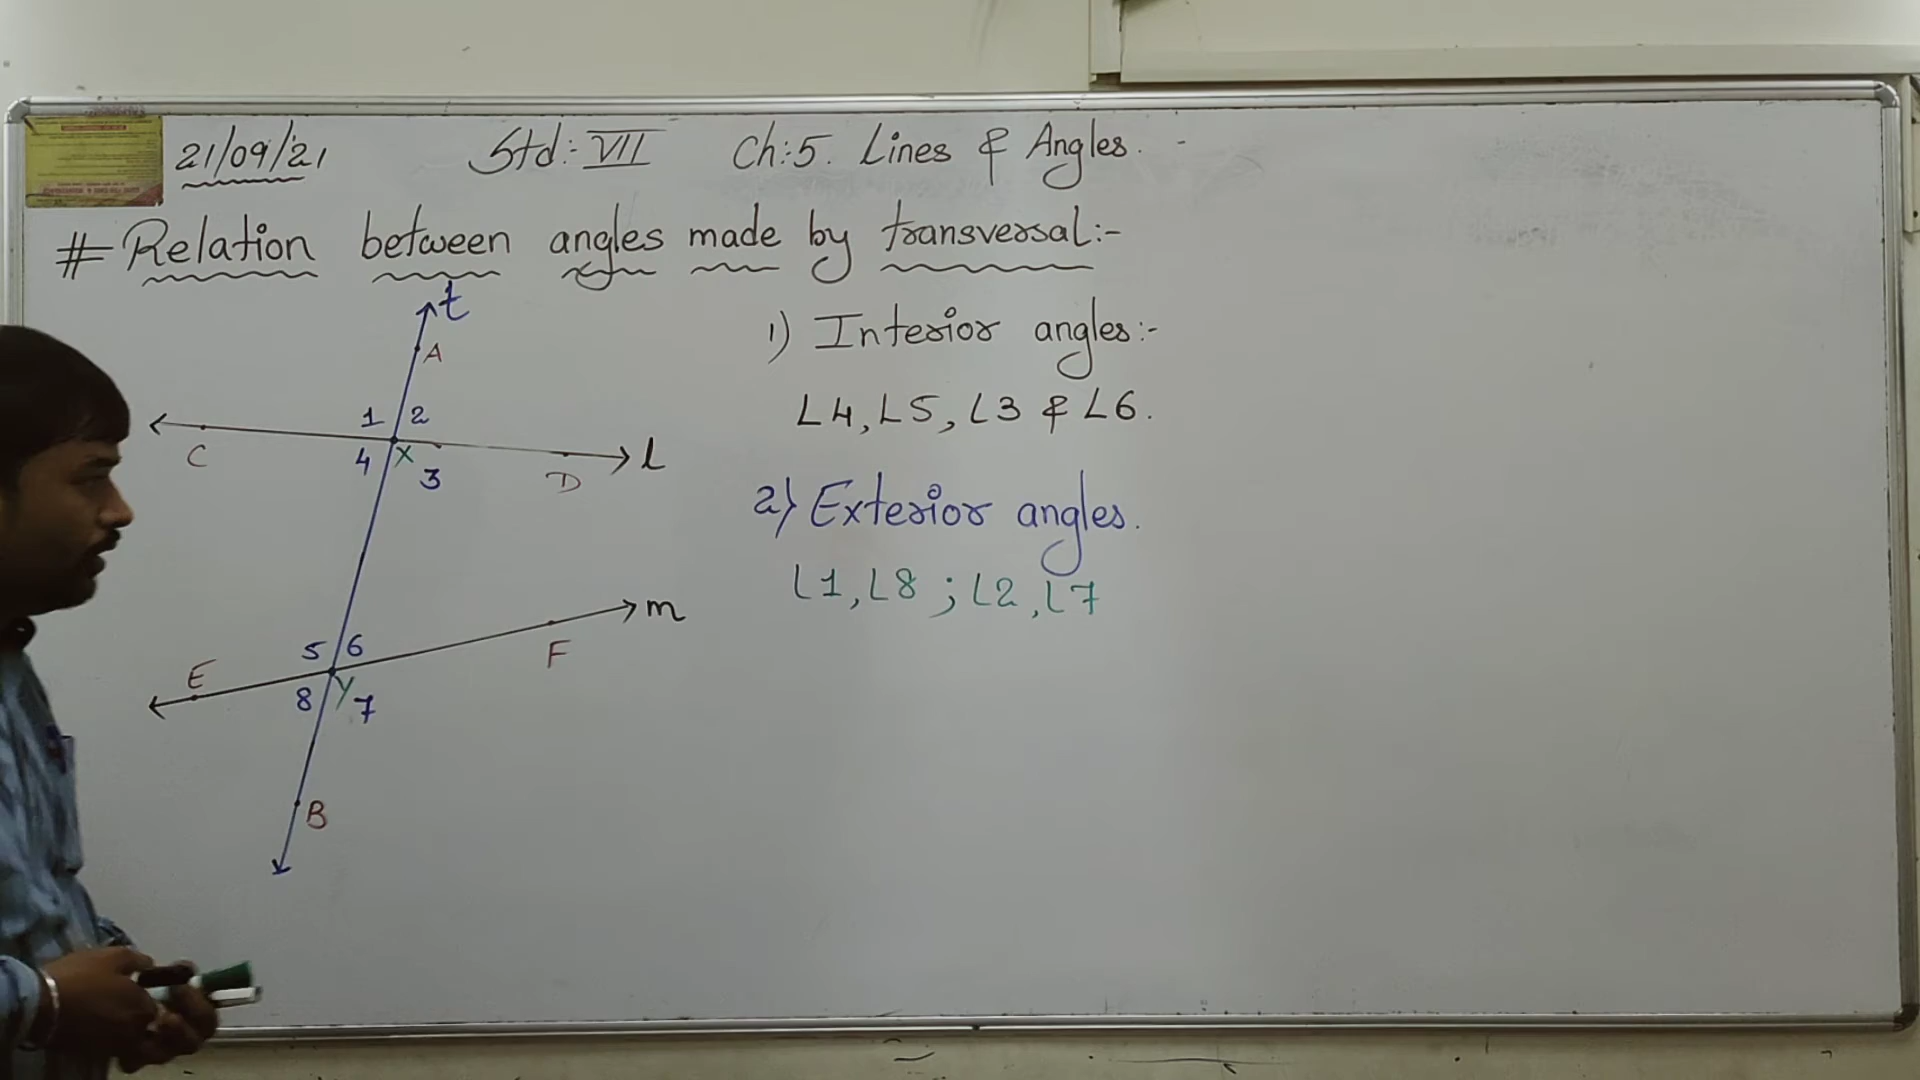 21/09/21 Std:- VII Ch:5. Lines & Angles.
# Relation between angles made by transversal:-
t
A
1 2
C 4 X 3 D l
5 6 m
E F
8 Y 7
B
1) Interior angles:-
∠4, ∠5, ∠3 & ∠6.
2) Exterior angles.
∠1, ∠8 ; ∠2, ∠7